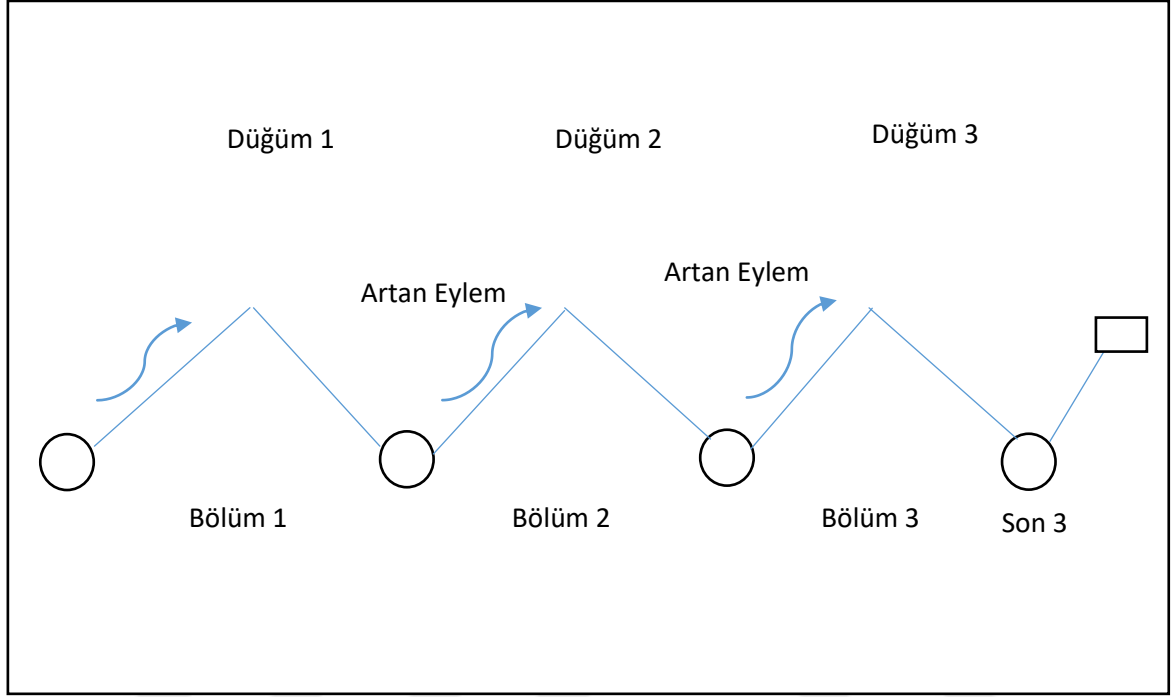 Düğüm 1
Düğüm 2
Düğüm 3
Artan Eylem
Artan Eylem
Bölüm 1
Bölüm 2
Bölüm 3
Son 3